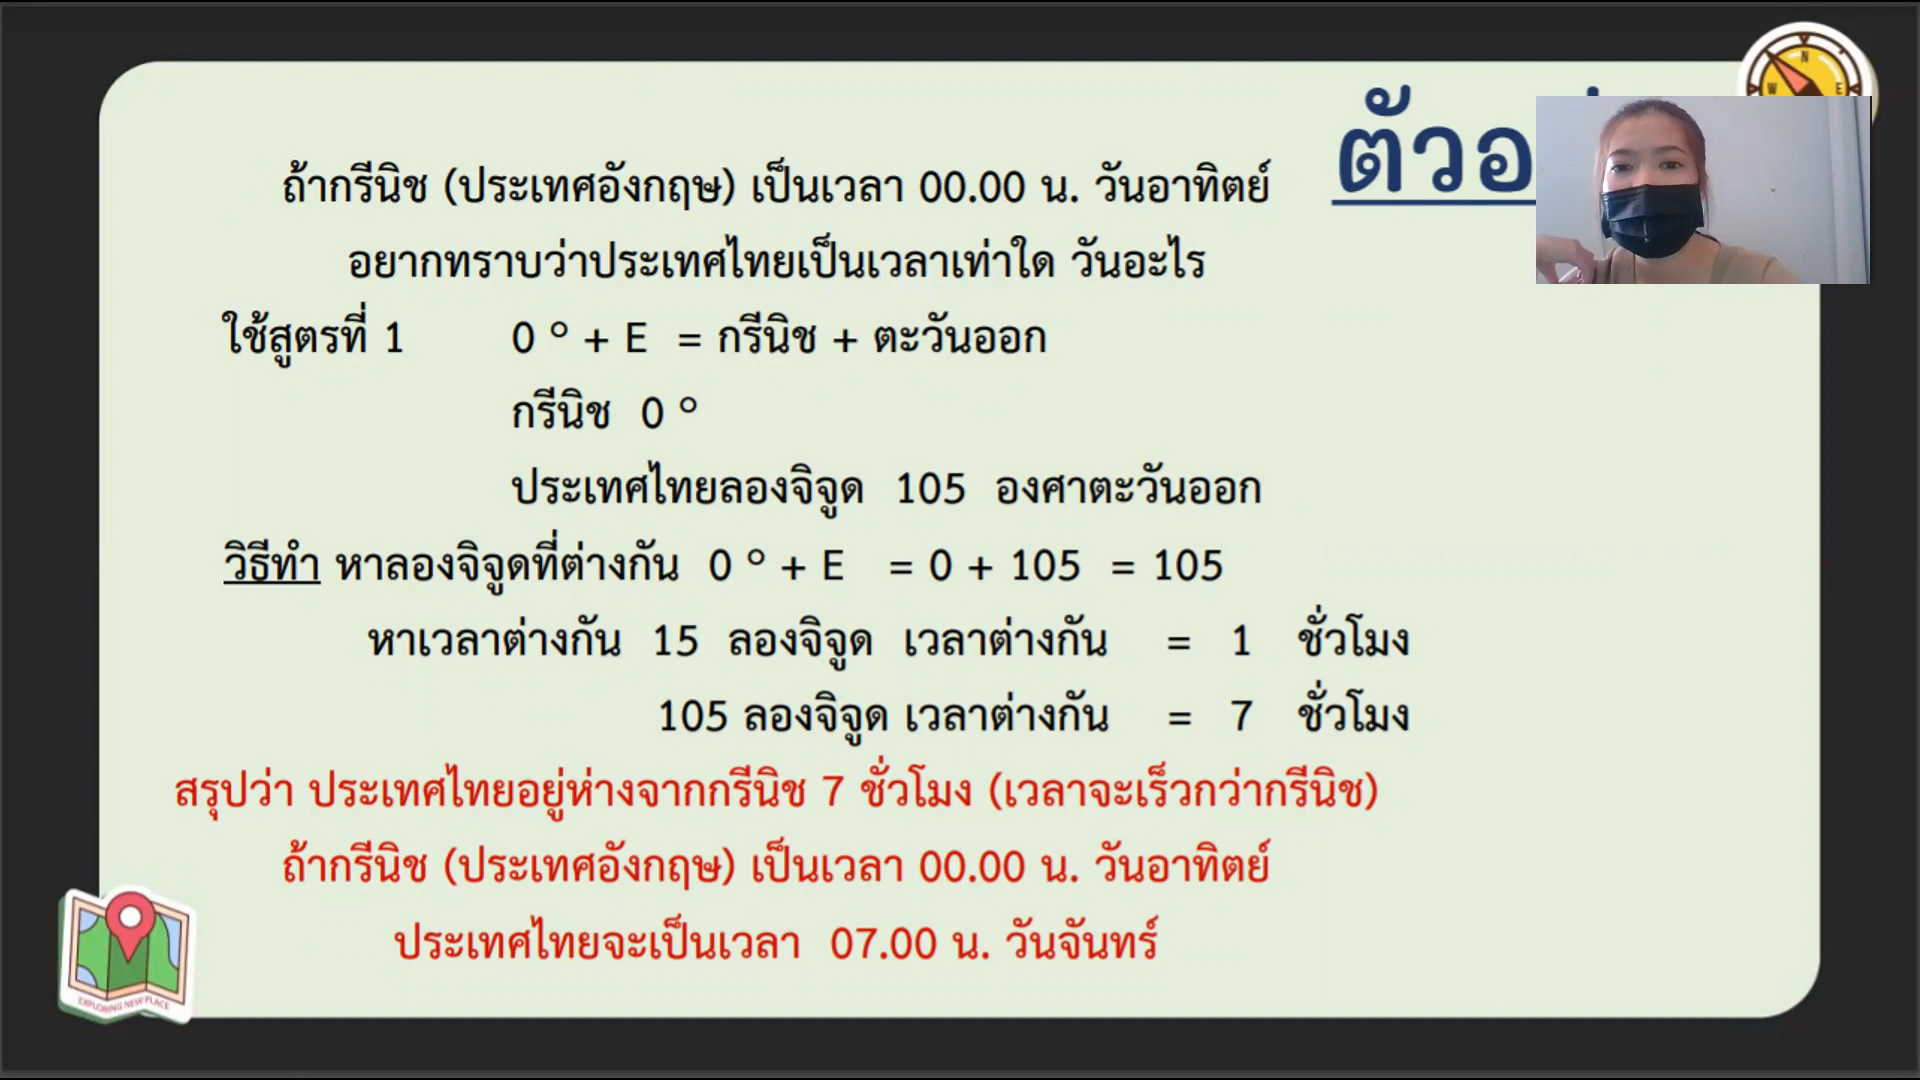 ตัวอ
ถ้ากรีนิช (ประเทศอังกฤษ) เป็นเวลา 00.00 น. วันอาทิตย์
อยากทราบว่าประเทศไทยเป็นเวลาเท่าใด วันอะไร
ใช้สูตรที่ 1 0 ° + E = กรีนิช + ตะวันออก
กรีนิช 0 °
ประเทศไทยลองจิจูด 105 องศาตะวันออก
วิธีทำ หาลองจิจูดที่ต่างกัน 0 ° + E = 0 + 105 = 105
หาเวลาต่างกัน 15 ลองจิจูด เวลาต่างกัน = 1 ชั่วโมง
105 ลองจิจูด เวลาต่างกัน = 7 ชั่วโมง
สรุปว่า ประเทศไทยอยู่ห่างจากกรีนิช 7 ชั่วโมง (เวลาจะเร็วกว่ากรีนิช)
ถ้ากรีนิช (ประเทศอังกฤษ) เป็นเวลา 00.00 น. วันอาทิตย์
ประเทศไทยจะเป็นเวลา 07.00 น. วันจันทร์
N
W E
EXPLORING NEW PLACE